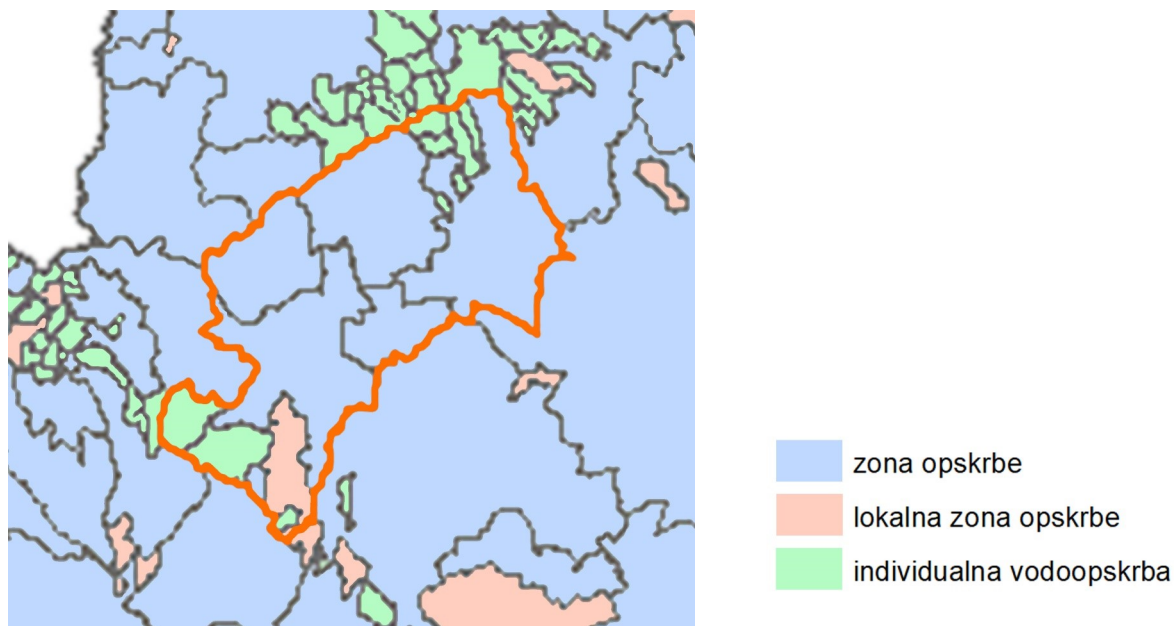 zona opskrbe
lokalna zona opskrbe
individualna vodoopskrba